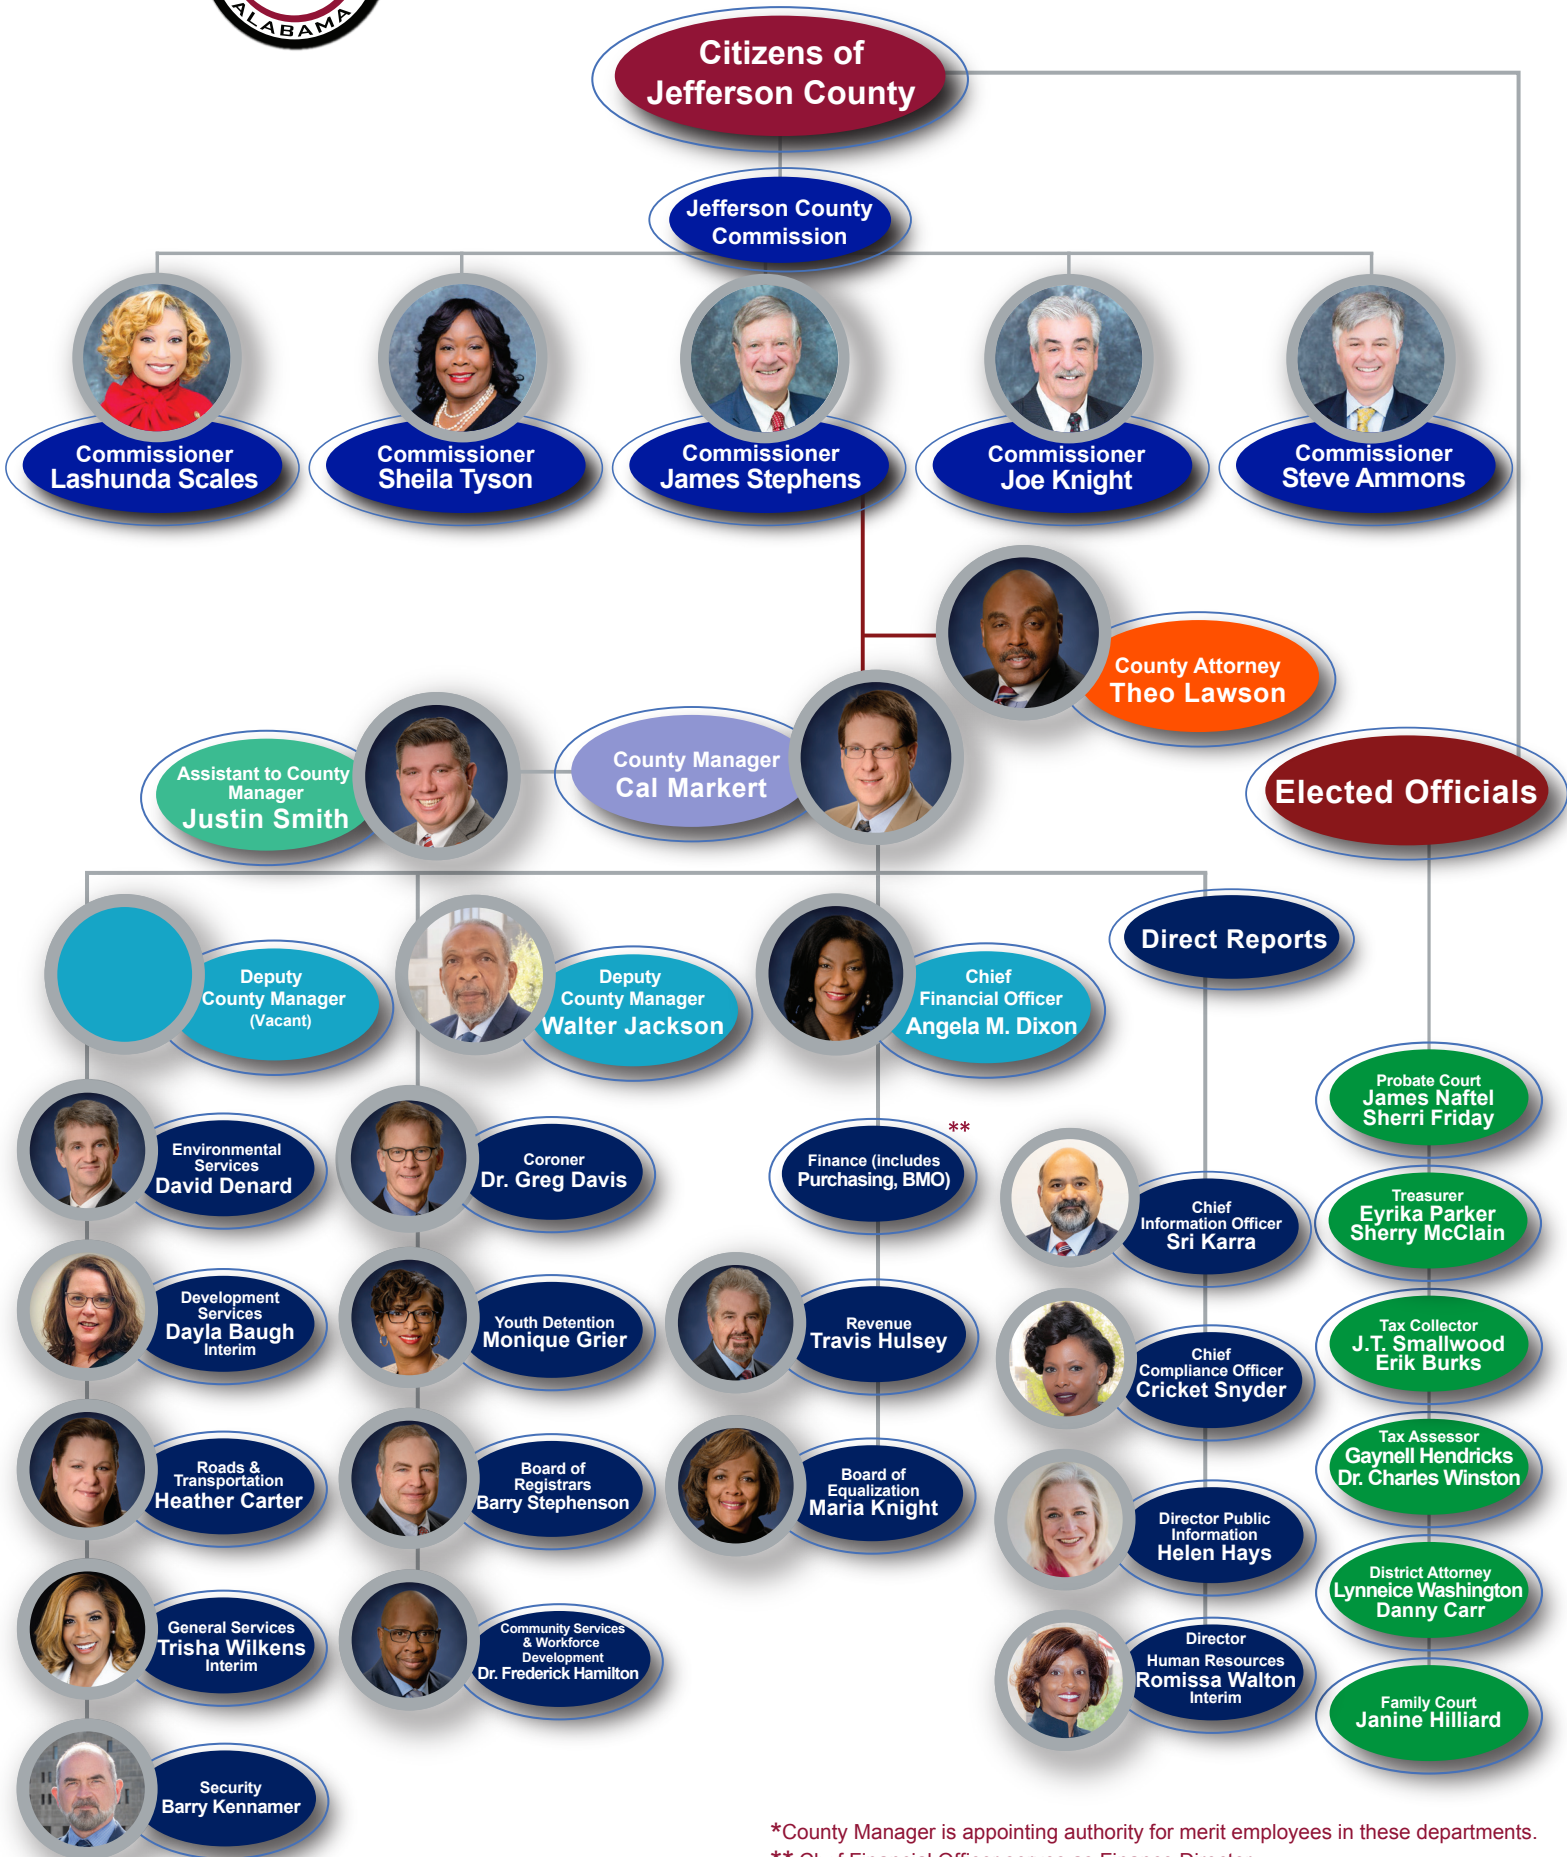 ALABAMA
Citizens of
Jefferson County
Jefferson County
Commission
Commissioner
Lashunda Scales
Commissioner
Sheila Tyson
Commissioner
James Stephens
Commissioner
Joe Knight
Commissioner
Steve Ammons
County Attorney
Theo Lawson
County Manager
Cal Markert
Assistant to County
Manager
Justin Smith
Elected Officials
Deputy
County Manager
(Vacant)
Deputy
County Manager
Walter Jackson
Chief
Financial Officer
Angela M. Dixon
Direct Reports
Environmental
Services
David Denard
Development
Services
Dayla Baugh
Interim
Roads &
Transportation
Heather Carter
General Services
Trisha Wilkens
Interim
Security
Barry Kennamer
Coroner
Dr. Greg Davis
Youth Detention
Monique Grier
Board of
Registrars
Barry Stephenson
Community Services
& Workforce
Development
Dr. Frederick Hamilton
**
Finance (includes
Purchasing, BMO)
Revenue
Travis Hulsey
Board of
Equalization
Maria Knight
Chief
Information Officer
Sri Karra
Chief
Compliance Officer
Cricket Snyder
Director Public
Information
Helen Hays
Director
Human Resources
Romissa Walton
Interim
Probate Court
James Naftel
Sherri Friday
Treasurer
Eyrika Parker
Sherry McClain
Tax Collector
J.T. Smallwood
Erik Burks
Tax Assessor
Gaynell Hendricks
Dr. Charles Winston
District Attorney
Lynneice Washington
Danny Carr
Family Court
Janine Hilliard
*County Manager is appointing authority for merit employees in these departments.
** Chief Financial Officer serves as Finance Director